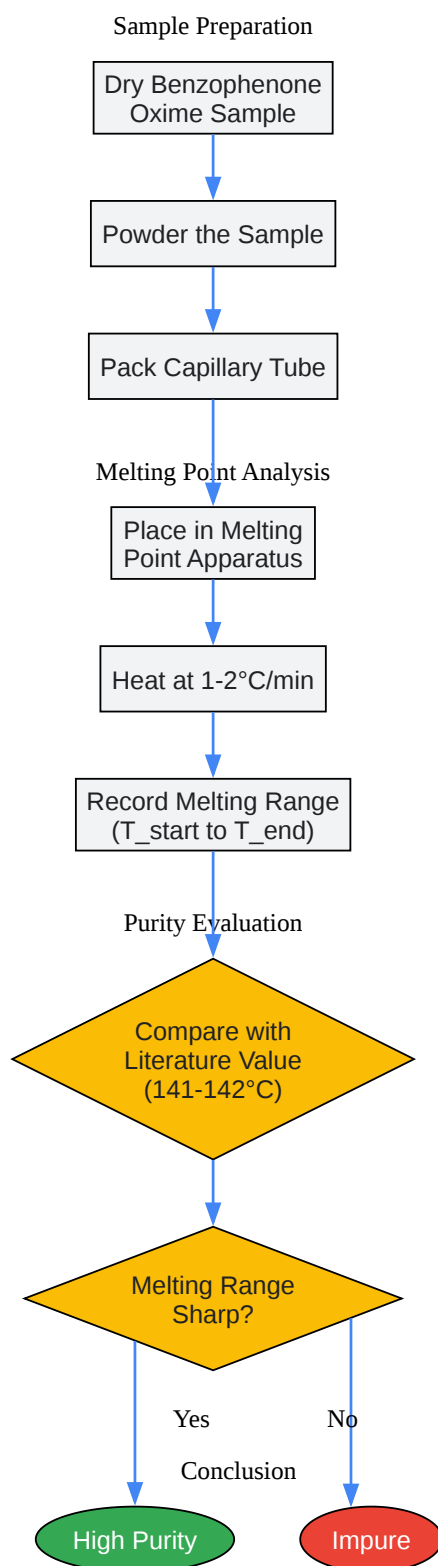 Sample Preparation
Dry Benzophenone
Oxime Sample
Powder the Sample
Pack Capillary Tube
Melting Point Analysis
Place in Melting
Point Apparatus
Heat at 1-2°C/min
Record Melting Range
(T_start to T_end)
Purity Evaluation
Compare with
Literature Value
(141-142°C)
Melting Range
Sharp?
Yes
No
Conclusion
High Purity
Impure